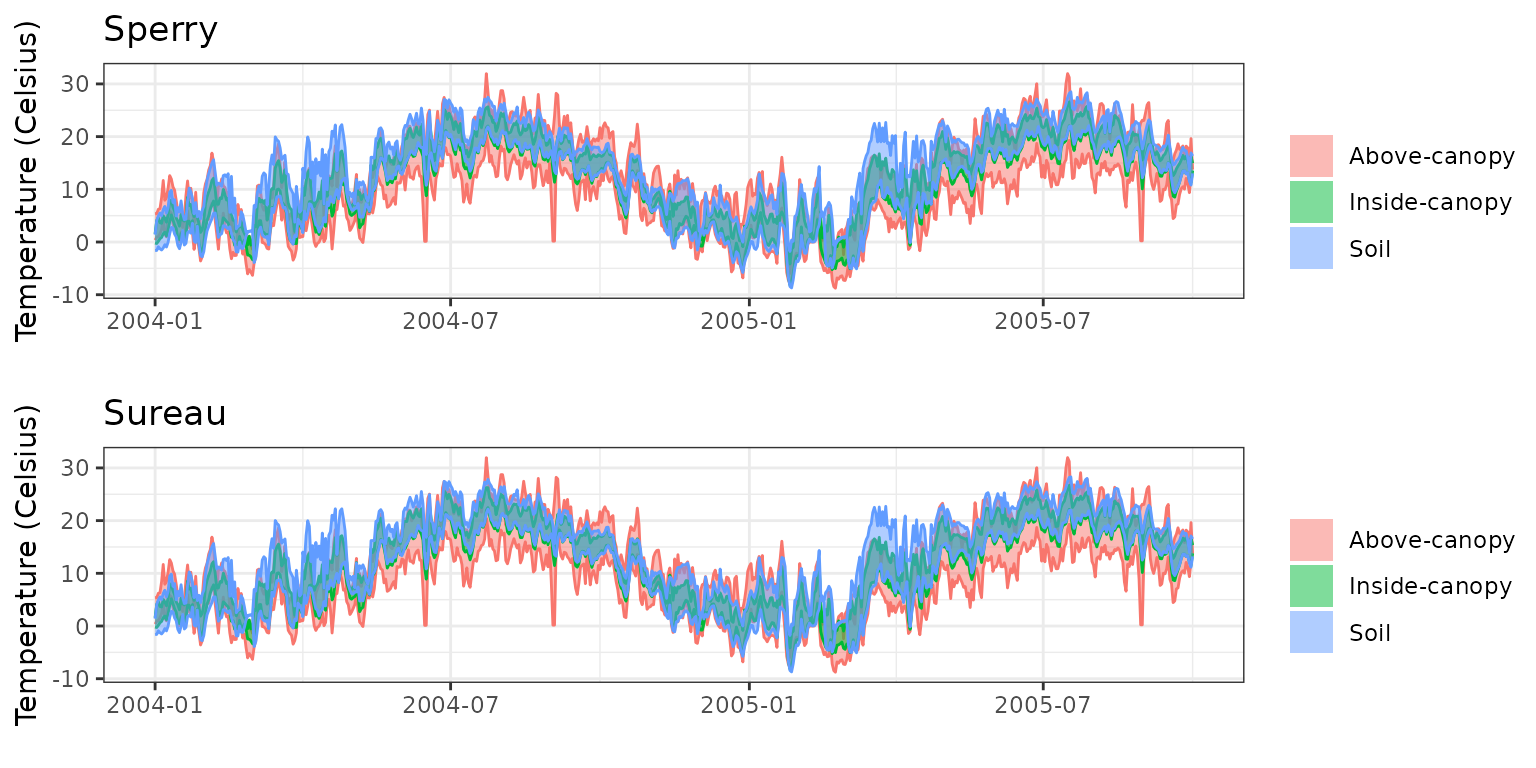 Sperry
Temperature (Celsius)
30
20
10
0
-10
2004-01
2004-07
2005-01
2005-07
Above-canopy
Inside-canopy
Soil
Sureau
Temperature (Celsius)
30
20
10
0
-10
2004-01
2004-07
2005-01
2005-07
Above-canopy
Inside-canopy
Soil